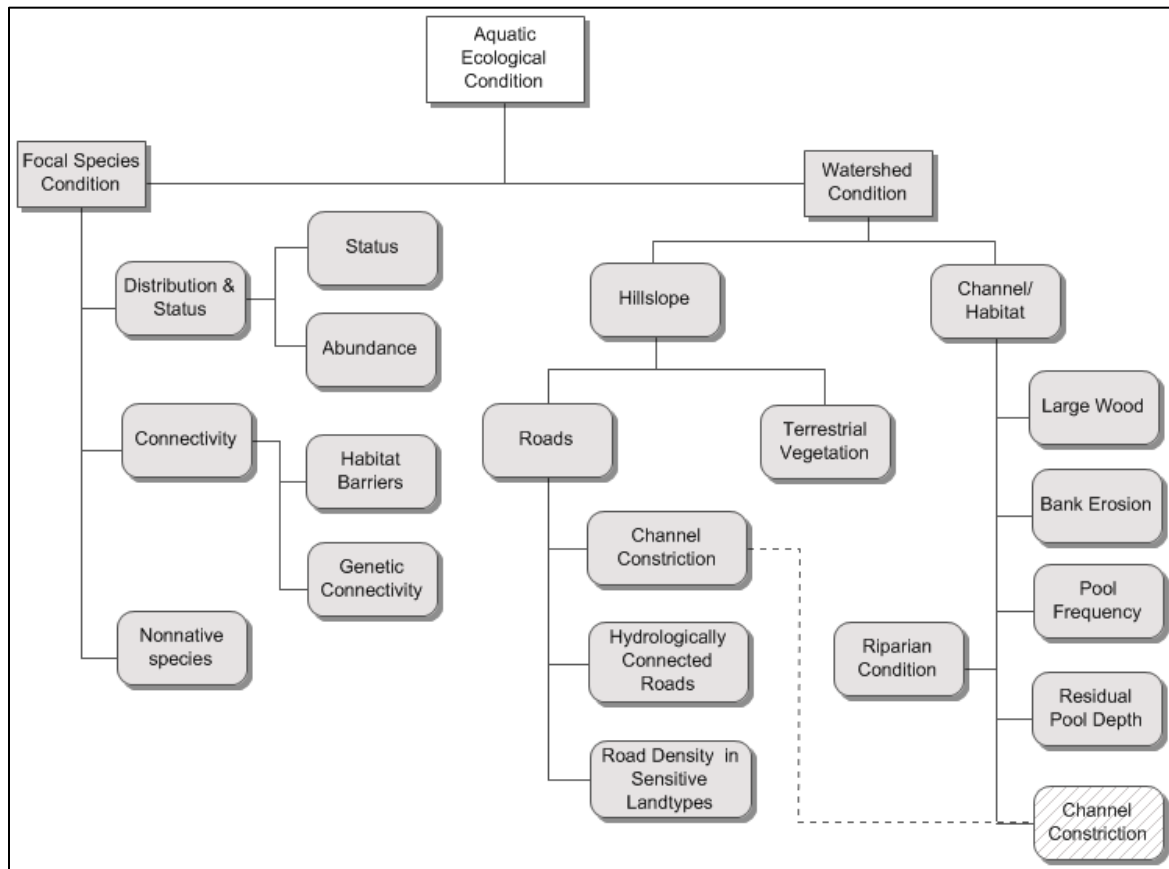 Aquatic
Ecological
Condition
Focal Species
Condition
Watershed
Condition
Distribution &
Status
Status
Abundance
Connectivity
Habitat
Barriers
Genetic
Connectivity
Nonnative
species
Hillslope
Roads
Terrestrial
Vegetation
Channel
Constriction
Hydrologically
Connected
Roads
Road Density in
Sensitive
Landtypes
Channel/
Habitat
Large Wood
Bank Erosion
Pool
Frequency
Riparian
Condition
Residual
Pool Depth
Channel
Constriction